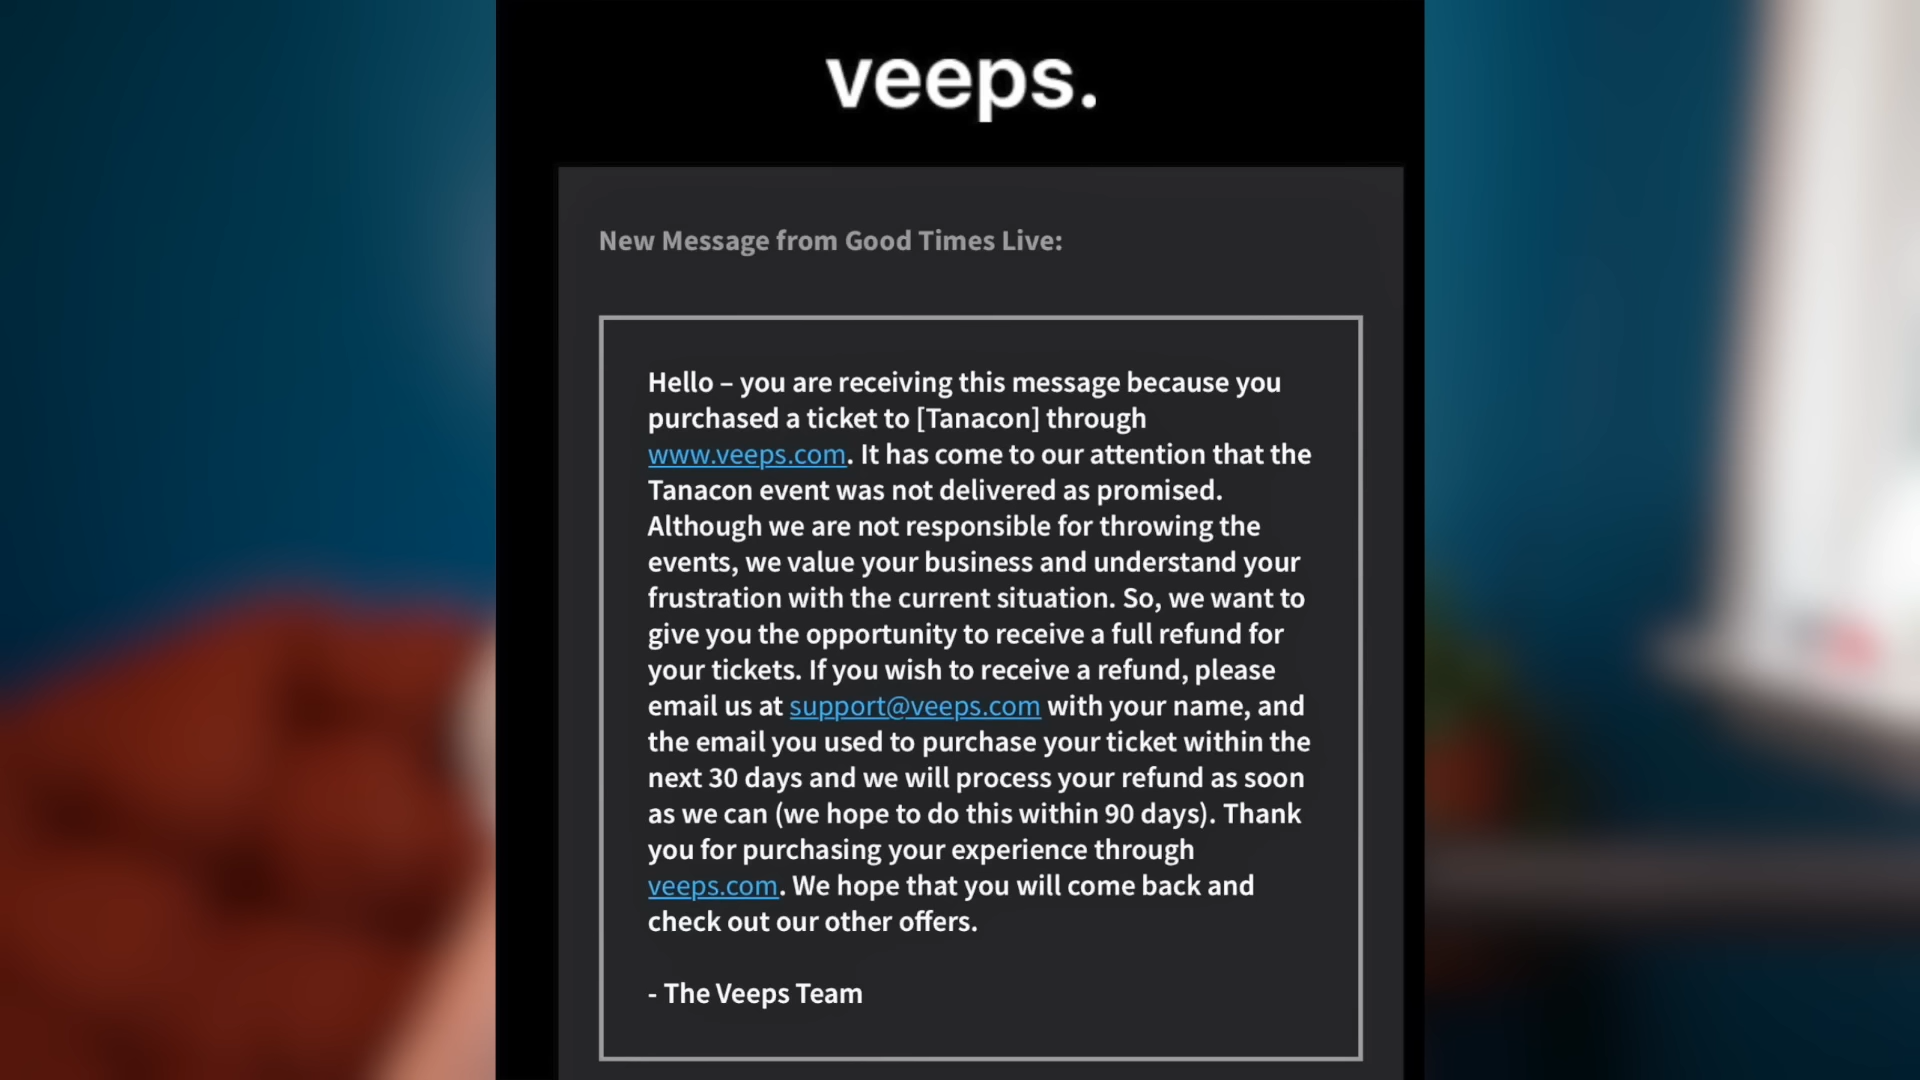 veeps.
New Message from Good Times Live:
Hello – you are receiving this message because you
purchased a ticket to [Tanacon] through
www.veeps.com. It has come to our attention that the
Tanacon event was not delivered as promised.
Although we are not responsible for throwing the
events, we value your business and understand your
frustration with the current situation. So, we want to
give you the opportunity to receive a full refund for
your tickets. If you wish to receive a refund, please
email us at support@veeps.com with your name, and
the email you used to purchase your ticket within the
next 30 days and we will process your refund as soon
as we can (we hope to do this within 90 days). Thank
you for purchasing your experience through
veeps.com. We hope that you will come back and
check out our other offers.
- The Veeps Team